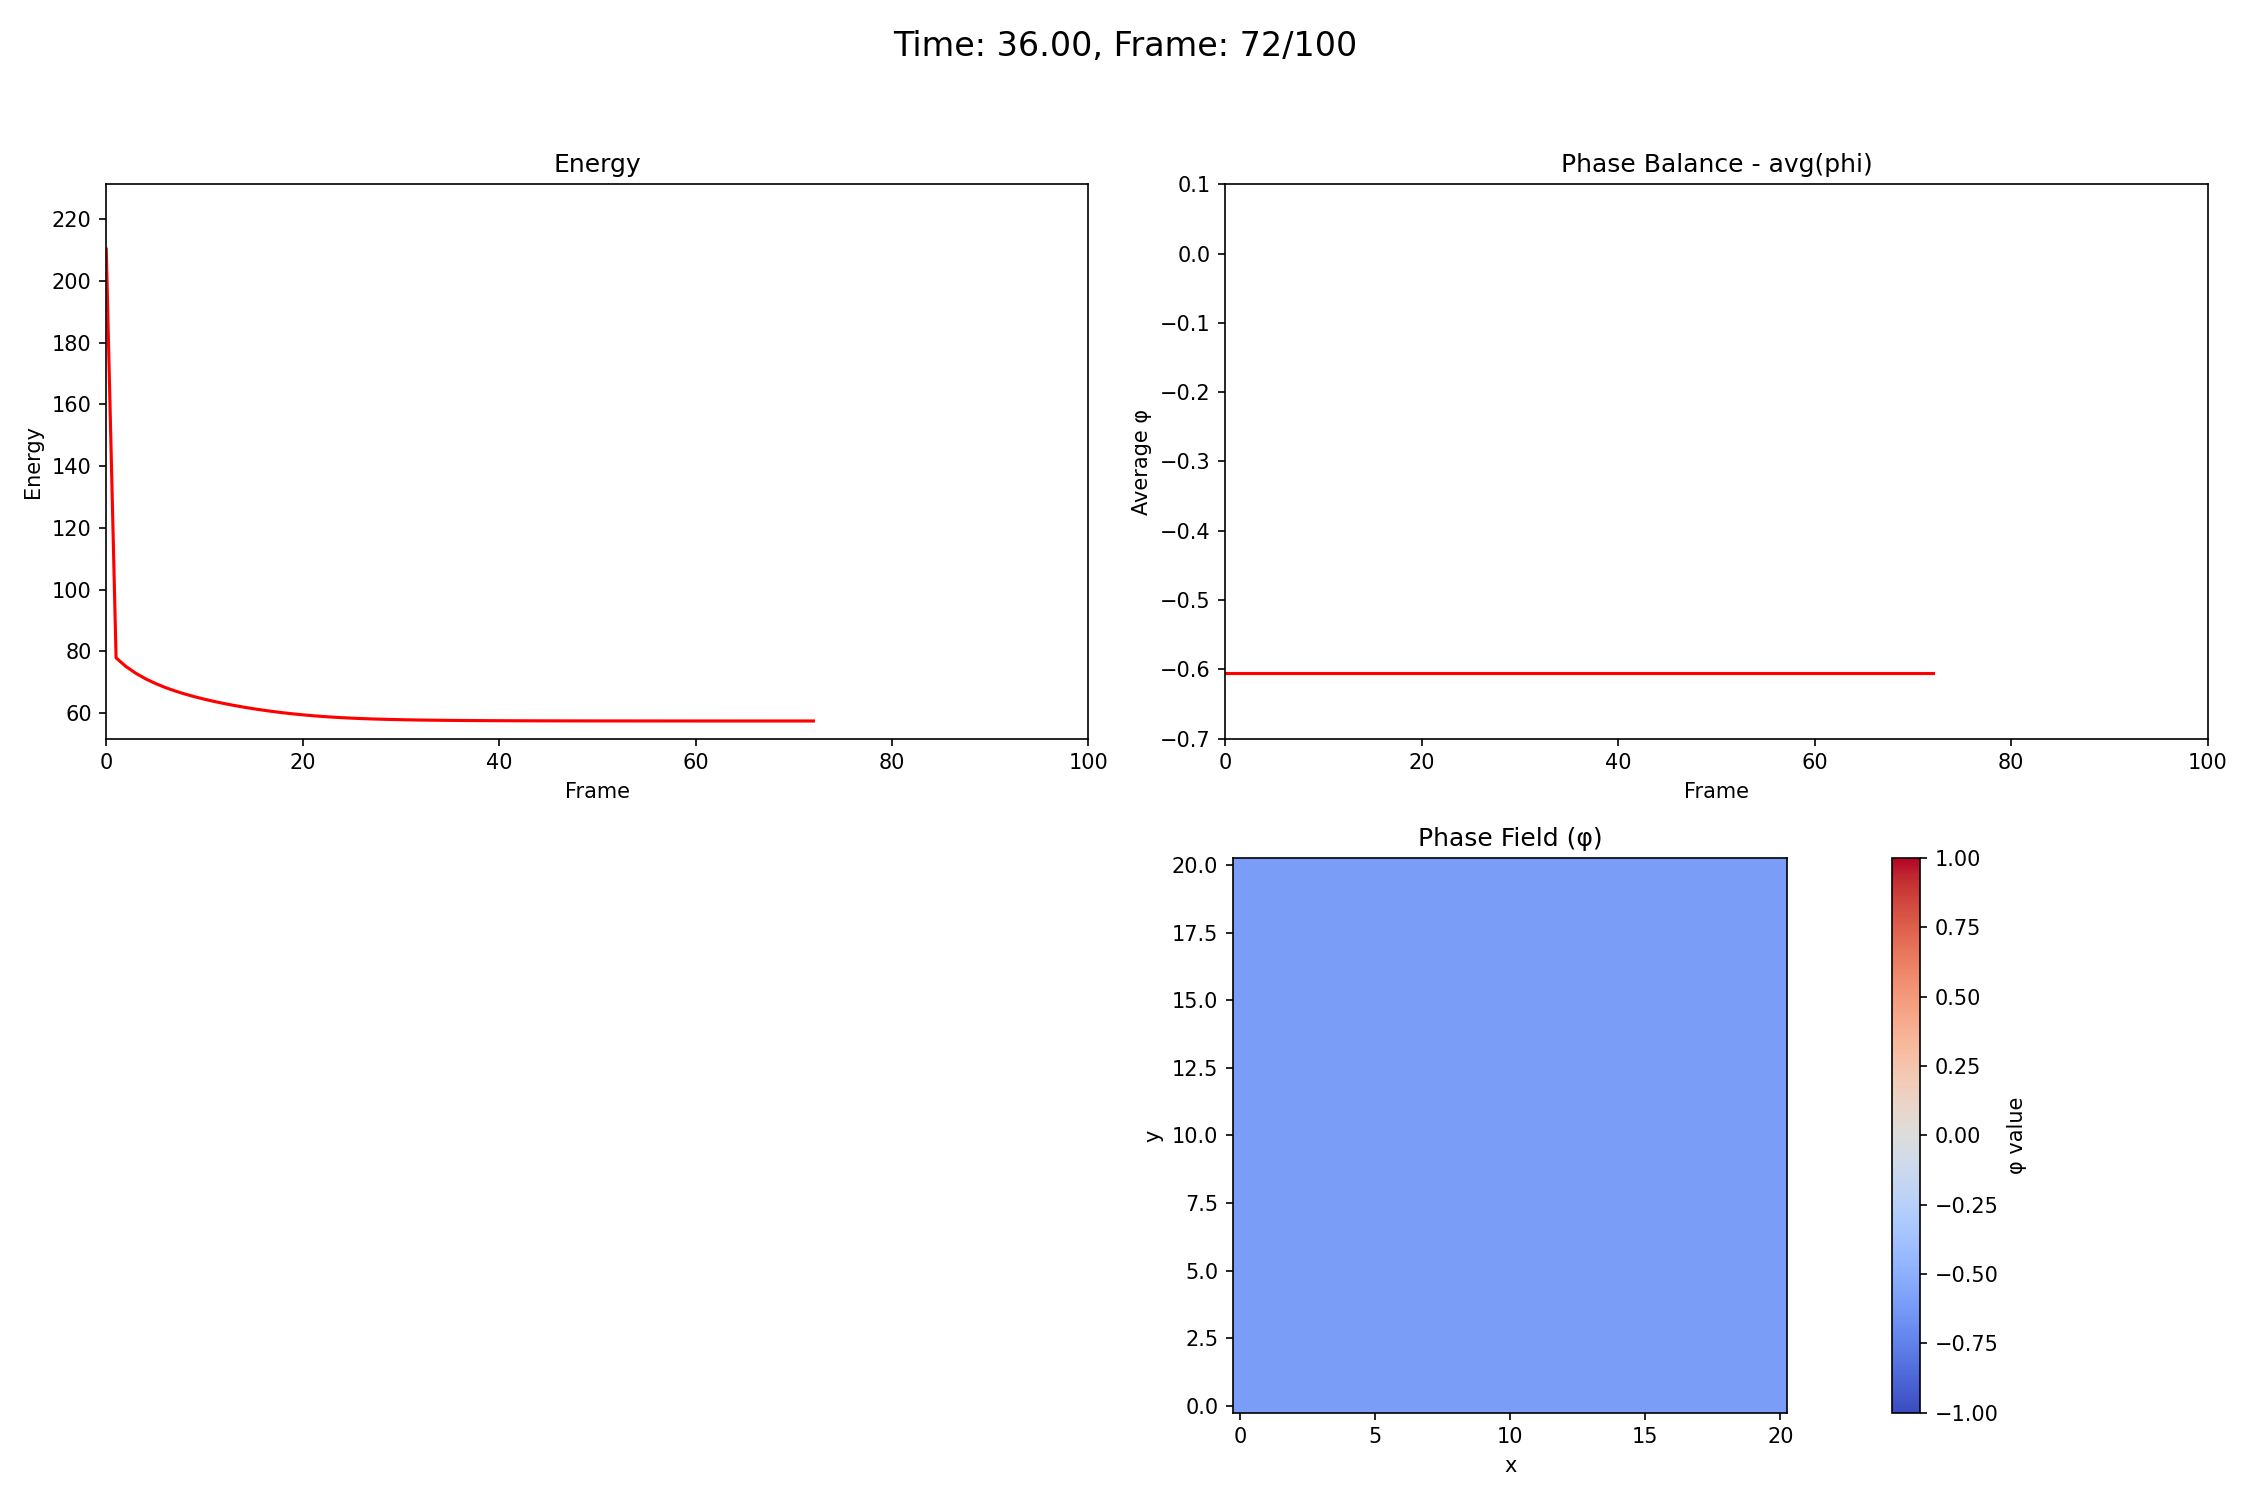 Time: 36.00, Frame: 72/100
Energy
220
200
180
160
140
120
100
80
60
Energy
0 20 40 60 80 100
Frame
Phase Balance - avg(phi)
0.1
0.0
−0.1
−0.2
−0.3
−0.4
−0.5
−0.6
−0.7
Average φ
0 20 40 60 80 100
Frame
Phase Field (φ)
20.0
17.5
15.0
12.5
10.0
7.5
5.0
2.5
0.0
y
0 5 10 15 20
x
1.00
0.75
0.50
0.25
0.00
−0.25
−0.50
−0.75
−1.00
φ value